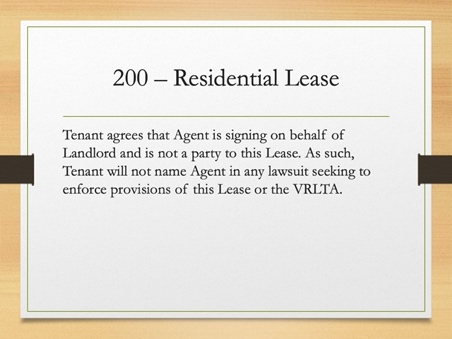 200 – Residential Lease
Tenant agrees that Agent is signing on behalf of
Landlord and is not a party to this Lease. As such,
Tenant will not name Agent in any lawsuit seeking to
enforce provisions of this Lease or the VRLTA.